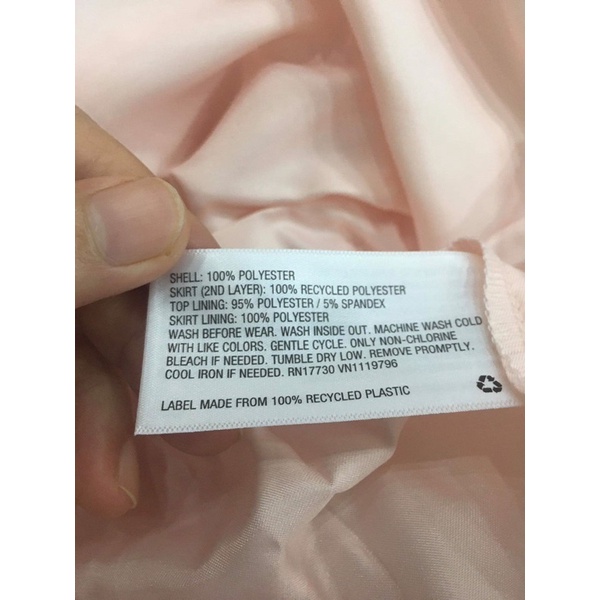 SHELL: 100% POLYESTER
SKIRT (2ND LAYER): 100% RECYCLED POLYESTER
TOP LINING: 95% POLYESTER / 5% SPANDEX
SKIRT LINING: 100% POLYESTER
WASH BEFORE WEAR. WASH INSIDE OUT. MACHINE WASH COLD
WITH LIKE COLORS. GENTLE CYCLE. ONLY NON-CHLORINE
BLEACH IF NEEDED. TUMBLE DRY LOW. REMOVE PROMPTLY.
COOL IRON IF NEEDED. RN17730 VN1119796
LABEL MADE FROM 100% RECYCLED PLASTIC